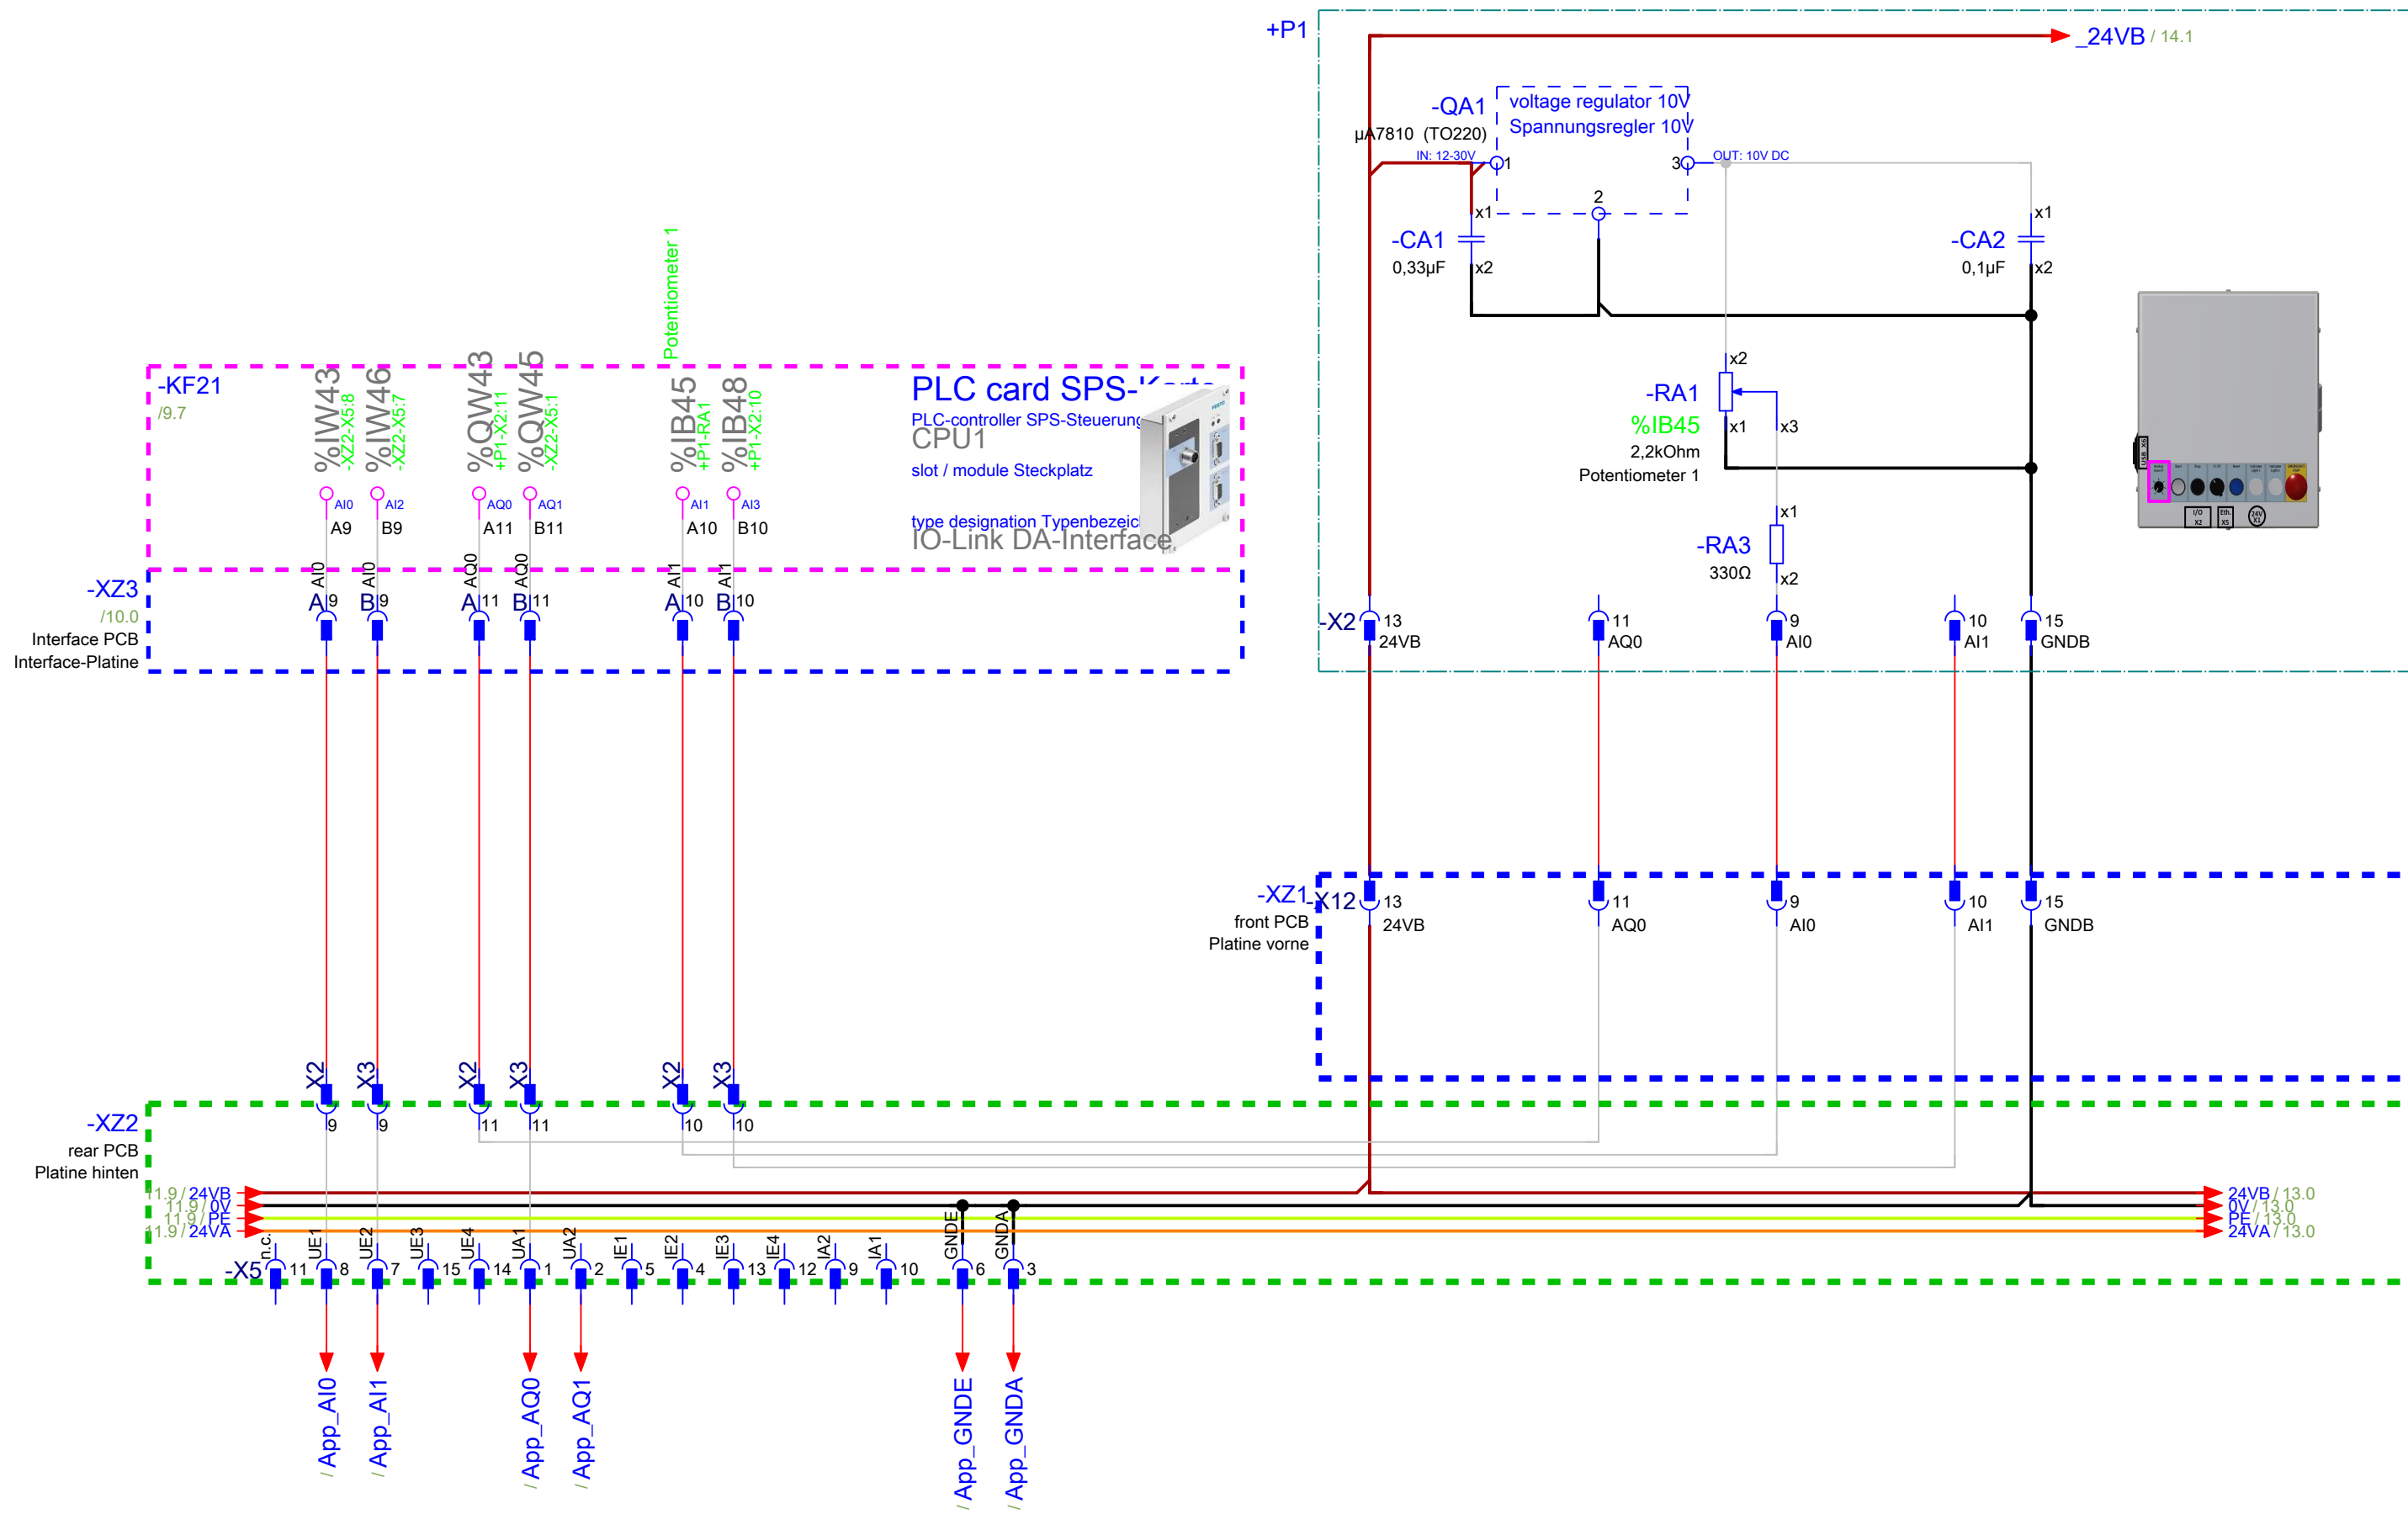 +P1
_24VB / 14.1
-QA1
voltage regulator 10V
Spannungsregler 10V
µA7810 (TO220)
IN: 12-30V
1
3
OUT: 10V DC
2
x1
-CA1
0,33µF
x2
x1
-CA2
0,1µF
x2
Potentiometer 1
-KF21
/9.7
%IW43
-XZ2-X5:8
%IW46
-XZ2-X5:7
%QW43
+P1-X2:11
%QW45
-XZ2-X5:1
%IB45
+P1-RA1
%IB48
+P1-X2:10
PLC card SPS-Karte
PLC-controller SPS-Steuerung
CPU1
slot / module Steckplatz
type designation Typenbezeic
IO-Link DA-Interface
AI0
AI2
AQ0
AQ1
AI1
AI3
A9
B9
A11
B11
A10
B10
AI0
AI0
AQ0
AQ0
AI1
AI1
x2
-RA1
%IB45
2,2kOhm
Potentiometer 1
x1
x3
x1
-RA3
330Ω
x2
USB X6
I/O
X2
Eth.
X5
24V
X1
-XZ3
/10.0
Interface PCB
Interface-Platine
A 9
B 9
A 11
B 11
A 10
B 10
-X2
13
24VB
11
AQ0
9
AI0
10
AI1
15
GNDB
-XZ1
-X12
front PCB
Platine vorne
13
24VB
11
AQ0
9
AI0
10
AI1
15
GNDB
X2
X3
X2
X3
X2
X3
9
9
11
11
10
10
-XZ2
rear PCB
Platine hinten
11.9 / 24VB
11.9 / 0V
11.9 / PE
11.9 / 24VA
24VB / 13.0
0V / 13.0
PE / 13.0
24VA / 13.0
n.c.
UE1
UE2
UE3
UE4
UA1
UA2
IE1
IE2
IE3
IE4
IA2
IA1
GNDE
GNDA
-X5
11
8
7
15
14
1
2
5
4
13
12
9
10
6
3
/ App_AI0
/ App_AI1
/ App_AQ0
/ App_AQ1
/ App_GNDE
/ App_GNDA